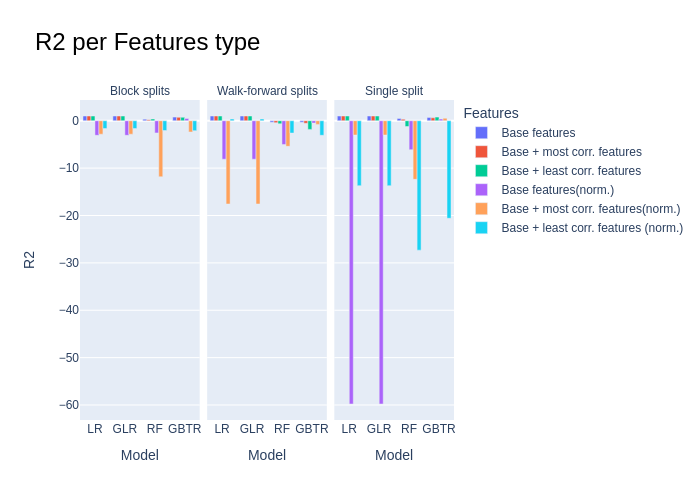 R2 per Features type
Block splits
Walk-forward splits
Single split
Features
Base features
Base + most corr. features
Base + least corr. features
Base features(norm.)
Base + most corr. features(norm.)
Base + least corr. features (norm.)
R2
0
−10
−20
−30
−40
−50
−60
LR GLR RF GBTR
LR GLR RF GBTR
LR GLR RF GBTR
Model
Model
Model